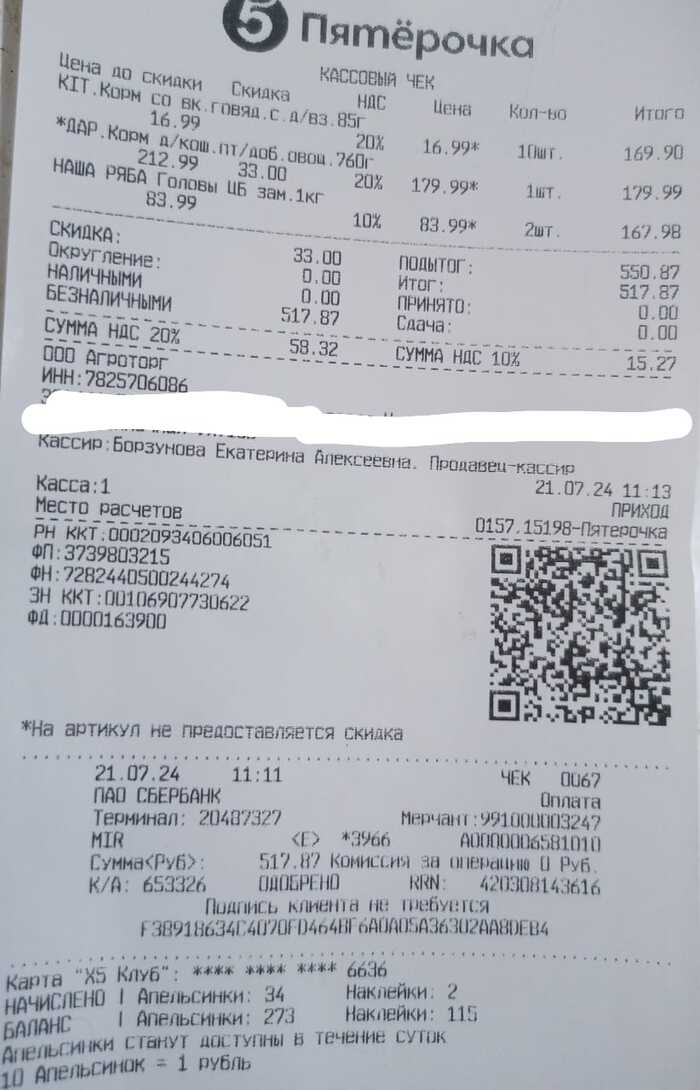 5 Пятёрочка
КАССОВЫЙ ЧЕК
Цена до скидки Скидка НДС Цена Кол-во Итого
KIT.Корм со вк.говяд.с.д/вз.85г
16.99 20% 16.99* 10шт. 169.90
*ДАР.Корм д/кош.пт/доб.овощ.760г
212.99 33.00 20% 179.99* 1шт. 179.99
НАША РЯБА Головы ЦБ зам.1кг
83.99 10% 83.99* 2шт. 167.98
СКИДКА: 33.00 ПОДЫТОГ: 550.87
Округление: 0.00 Итог: 517.87
НАЛИЧНЫМИ 0.00 ПРИНЯТО: 0.00
БЕЗНАЛИЧНЫМИ 517.87 Сдача: 0.00
СУММА НДС 20% 58.32 СУММА НДС 10% 15.27
ООО Агроторг
ИНН:7825706086
Кассир:Борзунова Екатерина Алексеевна. Продавец-кассир
Касса:1 21.07.24 11:13
ПРИХОД
Место расчетов 0157.15198-Пятерочка
РН ККТ:0002093406006051
ФП:3739803215
ФН:7282440500244274
ЗН ККТ:00106907730622
ФД:0000163900
*На артикул не предоставляется скидка
21.07.24 11:11 ЧЕК 0067
ПАО СБЕРБАНК Оплата
Терминал: 20487327 Мерчант:991000003247
MIR <E> *3966 A0000006581010
Сумма<Руб>: 517.87 Комиссия за операцию 0 Руб.
К/А: 653326 ОДОБРЕНО RRN: 420308143616
Подпись клиента не требуется
F38918634C4070FD464BF6A0A05A36302AA8DEB4
Карта "X5 Клуб": **** **** **** 6636
НАЧИСЛЕНО | Апельсинки: 34 Наклейки: 2
БАЛАНС | Апельсинки: 273 Наклейки: 115
Апельсинки станут доступны в течение суток
10 Апельсинок = 1 рубль